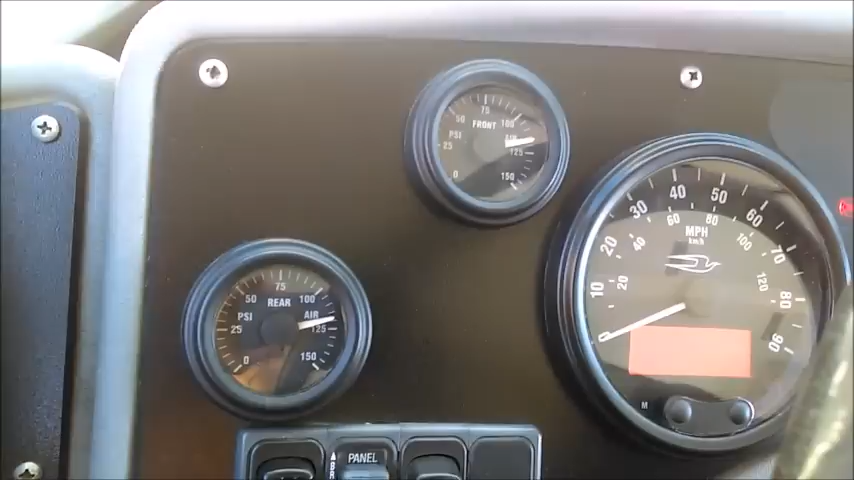 75
50 100
PSI FRONT AIR
25 125
0 150
75
50 100
PSI REAR AIR
25 125
0 150
0 10 20 30 40 50 60 70 80 90
20 40 60 80 100 120
MPH
km/h
M
PANEL